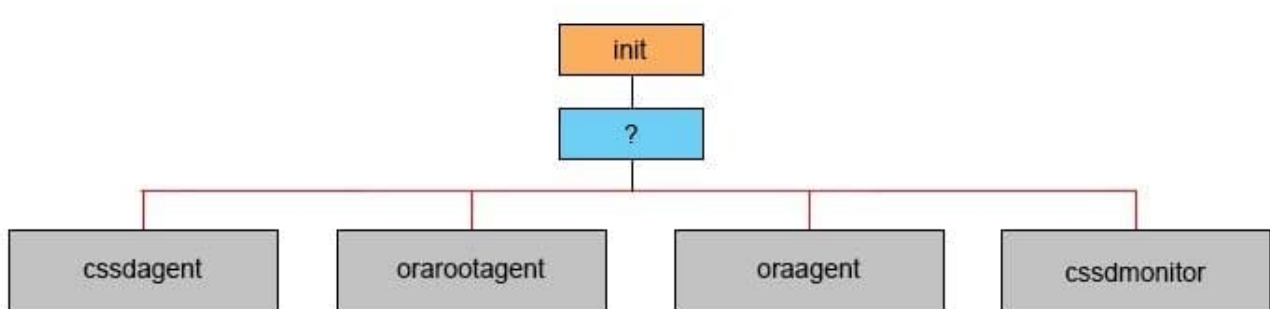 init
?
cssdagent
orarootagent
oraagent
cssdmonitor